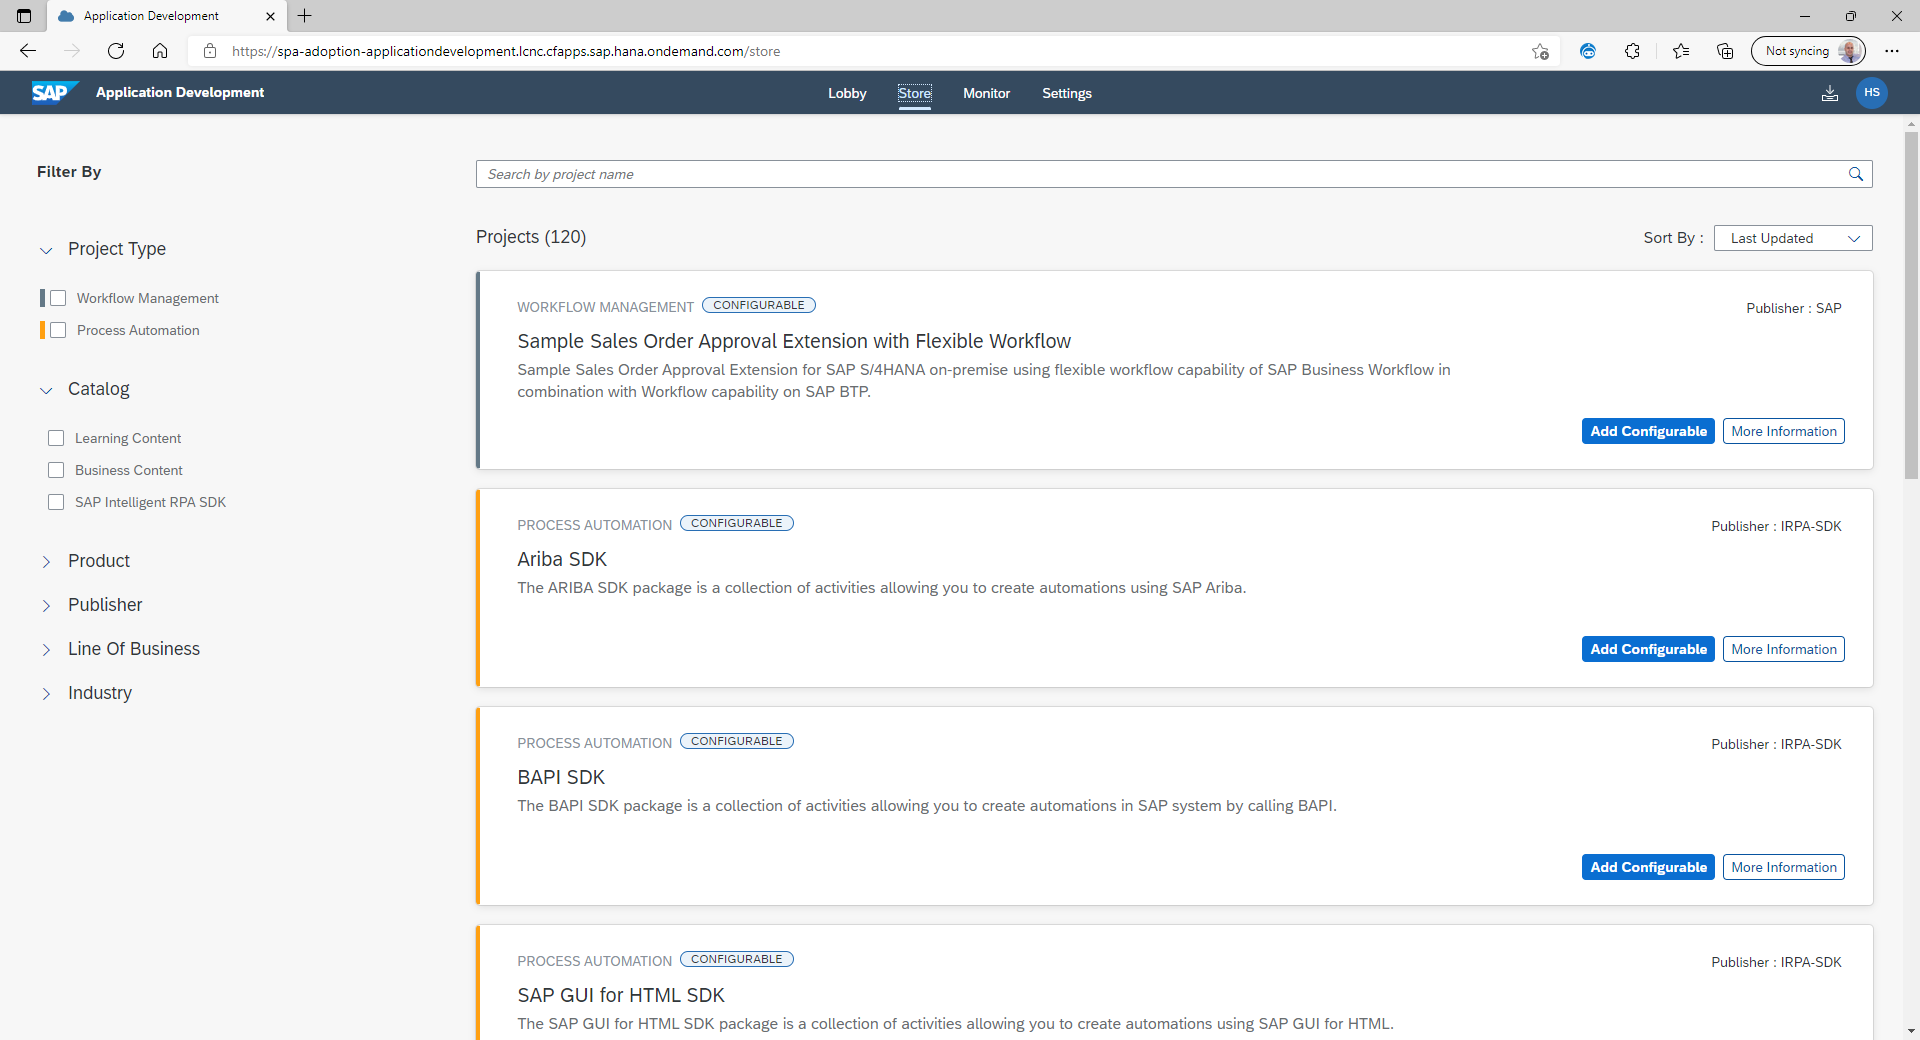 Application Development
https://spa-adoption-applicationdevelopment.lcnc.cfapps.sap.hana.ondemand.com/store
Not syncing
SAP Application Development
Lobby Store Monitor Settings
HS
Filter By
Project Type
Workflow Management
Process Automation
Catalog
Learning Content
Business Content
SAP Intelligent RPA SDK
Product
Publisher
Line Of Business
Industry
Search by project name
Projects (120)
Sort By : Last Updated
WORKFLOW MANAGEMENT CONFIGURABLE
Publisher : SAP
Sample Sales Order Approval Extension with Flexible Workflow
Sample Sales Order Approval Extension for SAP S/4HANA on-premise using flexible workflow capability of SAP Business Workflow in
combination with Workflow capability on SAP BTP.
Add Configurable More Information
PROCESS AUTOMATION CONFIGURABLE
Publisher : IRPA-SDK
Ariba SDK
The ARIBA SDK package is a collection of activities allowing you to create automations using SAP Ariba.
Add Configurable More Information
PROCESS AUTOMATION CONFIGURABLE
Publisher : IRPA-SDK
BAPI SDK
The BAPI SDK package is a collection of activities allowing you to create automations in SAP system by calling BAPI.
Add Configurable More Information
PROCESS AUTOMATION CONFIGURABLE
Publisher : IRPA-SDK
SAP GUI for HTML SDK
The SAP GUI for HTML SDK package is a collection of activities allowing you to create automations using SAP GUI for HTML.